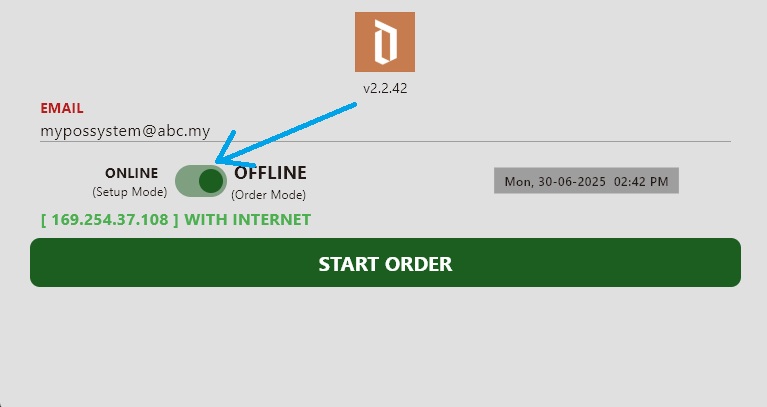 v2.2.42
EMAIL
mypossystem@abc.my
ONLINE OFFLINE
(Setup Mode) (Order Mode)
Mon, 30-06-2025 02:42 PM
[ 169.254.37.108 ] WITH INTERNET
START ORDER